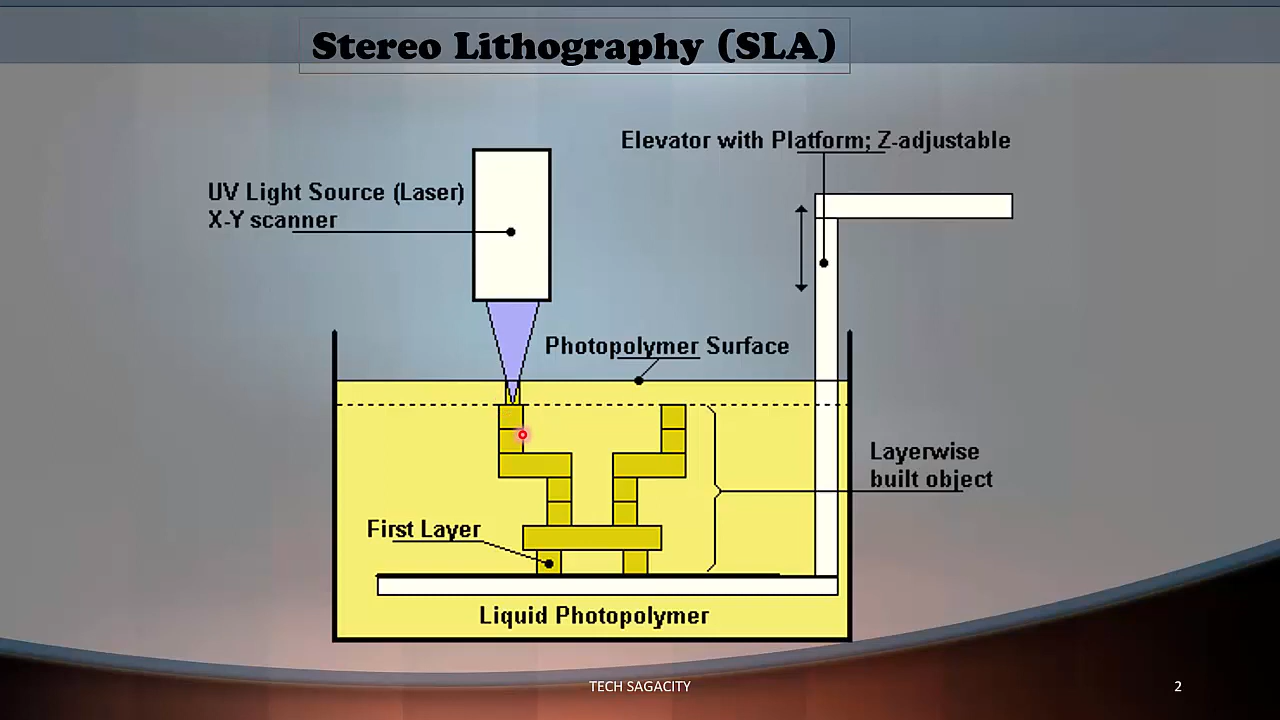 Stereo Lithography (SLA)
Elevator with Platform; Z-adjustable
UV Light Source (Laser)
X-Y scanner
Photopolymer Surface
Layerwise
built object
First Layer
Liquid Photopolymer
TECH SAGACITY
2